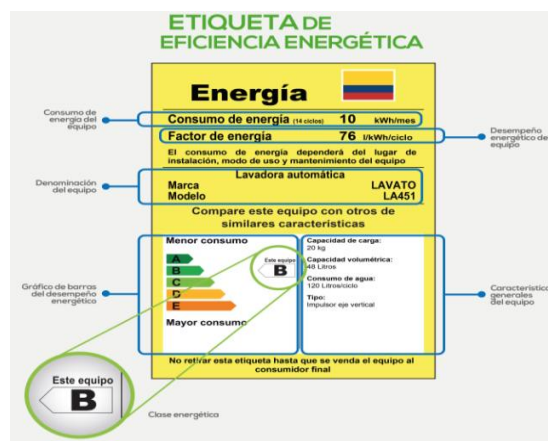 ETIQUETA DE
EFICIENCIA ENERGÉTICA
Energía
Consumo de energía (14 ciclos) 10 kWh/mes
Factor de energía 76 l/kWh/ciclo
El consumo de energía dependerá del lugar de
instalación, modo de uso y mantenimiento del equipo
Lavadora automática
Marca LAVATO
Modelo LA451
Compare este equipo con otros de
similares características
Menor consumo
A
B
C
D
E
Mayor consumo
Este equipo
B
Capacidad de carga:
20 kg
Capacidad volumétrica:
48 Litros
Consumo de agua:
120 Litros/ciclo
Tipo:
Impulsor eje vertical
No retirar esta etiqueta hasta que se venda el equipo al
consumidor final
Consumo de
energía del
equipo
Denominación
del equipo
Gráfico de barras
del desempeño
energético
Desempeño
energético de
equipo
Característic
generales
del equipo
Este equipo
B
Clase energética